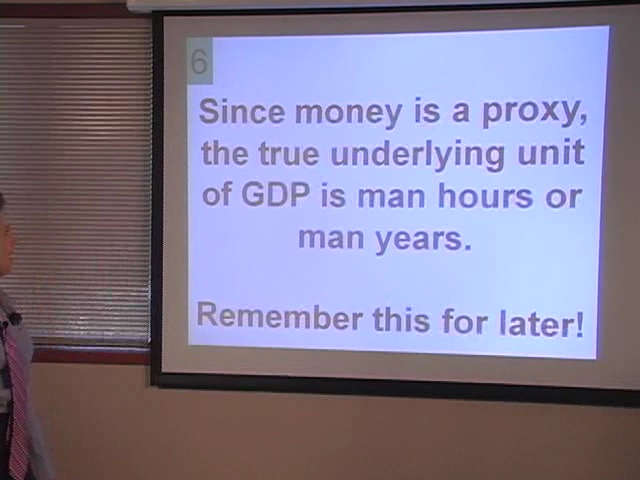 6
Since money is a proxy,
the true underlying unit
of GDP is man hours or
man years.
Remember this for later!